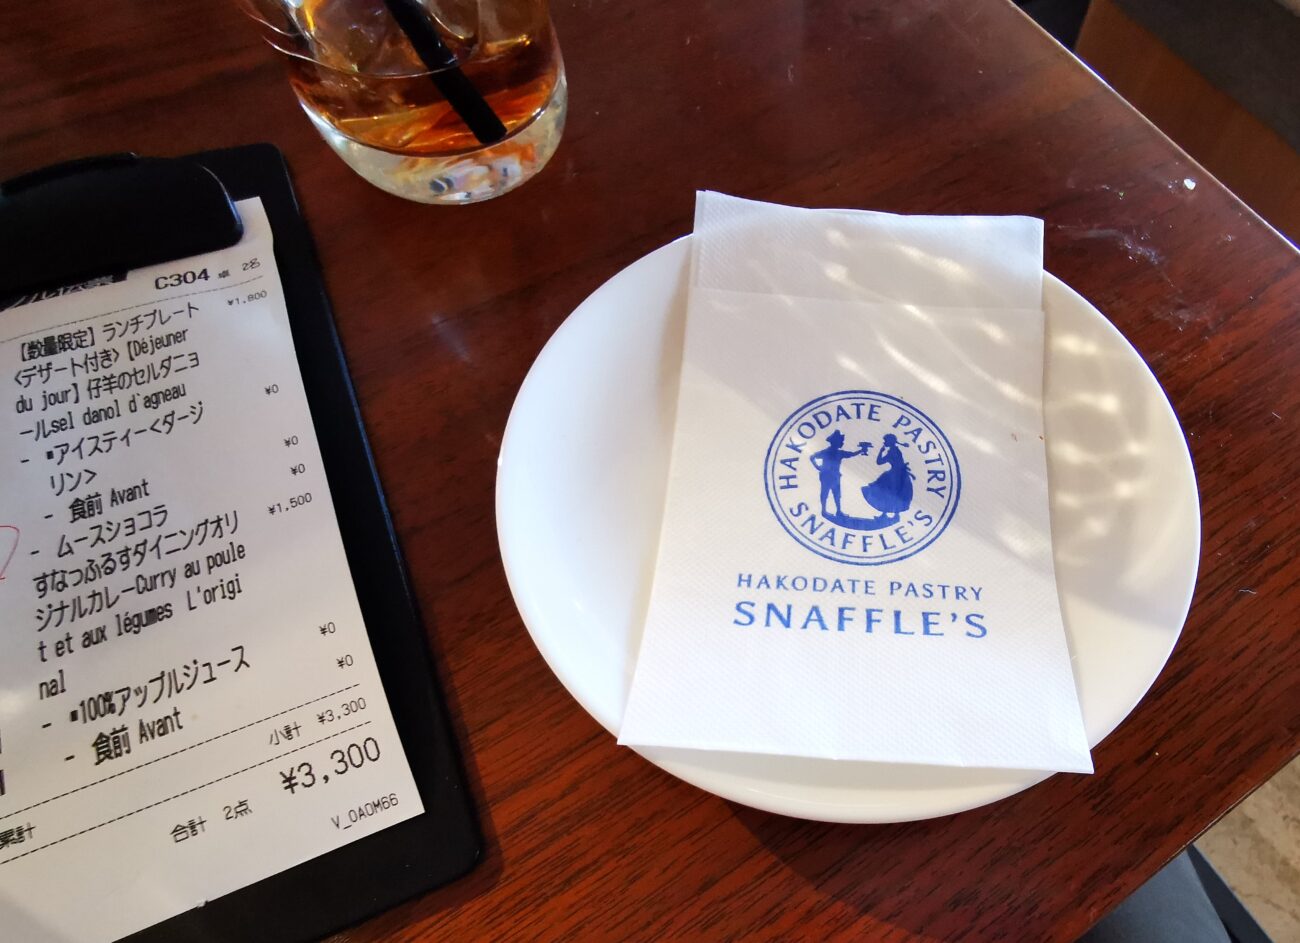 C304 卓 2名
【数量限定】ランチプレート ¥1,800
<デザート付き>【Déjeuner
du jour】仔羊のセルダニョ
ールsel danol d'agneau
- ■アイスティー<ダージ ¥0
リン>
- 食前 Avant ¥0
- ムースショコラ ¥0
すなっふるすダイニングオリ ¥1,500
ジナルカレーCurry au poule
t et aux légumes L'origi
nal
- ■100%アップルジュース ¥0
- 食前 Avant ¥0
小計 ¥3,300
累計 合計 2点 ¥3,300
V_0A0M66
HAKODATE PASTRY
SNAFFLE'S
HAKODATE PASTRY
SNAFFLE'S